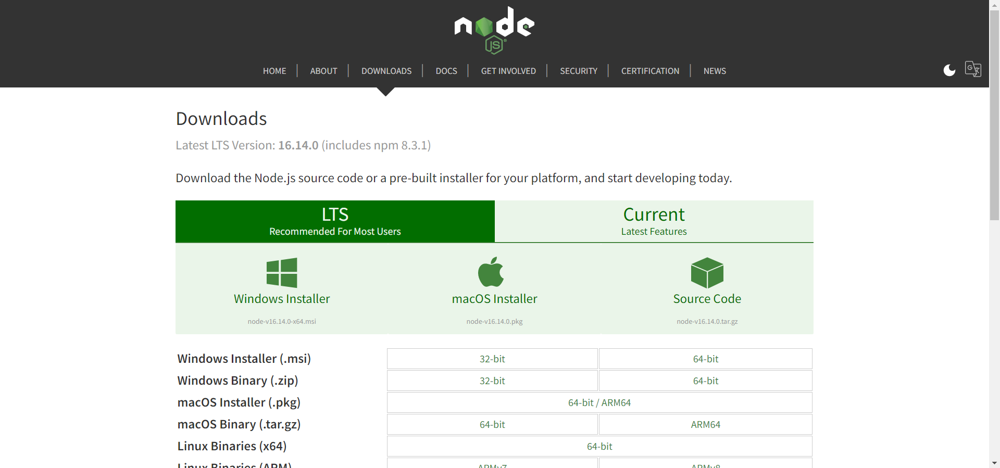 node
JS®
HOME | ABOUT | DOWNLOADS | DOCS | GET INVOLVED | SECURITY | CERTIFICATION | NEWS
Downloads
Latest LTS Version: 16.14.0 (includes npm 8.3.1)
Download the Node.js source code or a pre-built installer for your platform, and start developing today.
LTS
Recommended For Most Users
Current
Latest Features
Windows Installer
node-v16.14.0-x64.msi
macOS Installer
node-v16.14.0.pkg
Source Code
node-v16.14.0.tar.gz
Windows Installer (.msi) 32-bit 64-bit
Windows Binary (.zip) 32-bit 64-bit
macOS Installer (.pkg) 64-bit / ARM64
macOS Binary (.tar.gz) 64-bit ARM64
Linux Binaries (x64) 64-bit
Linux Binaries (ARM) ARMv7 ARMv8